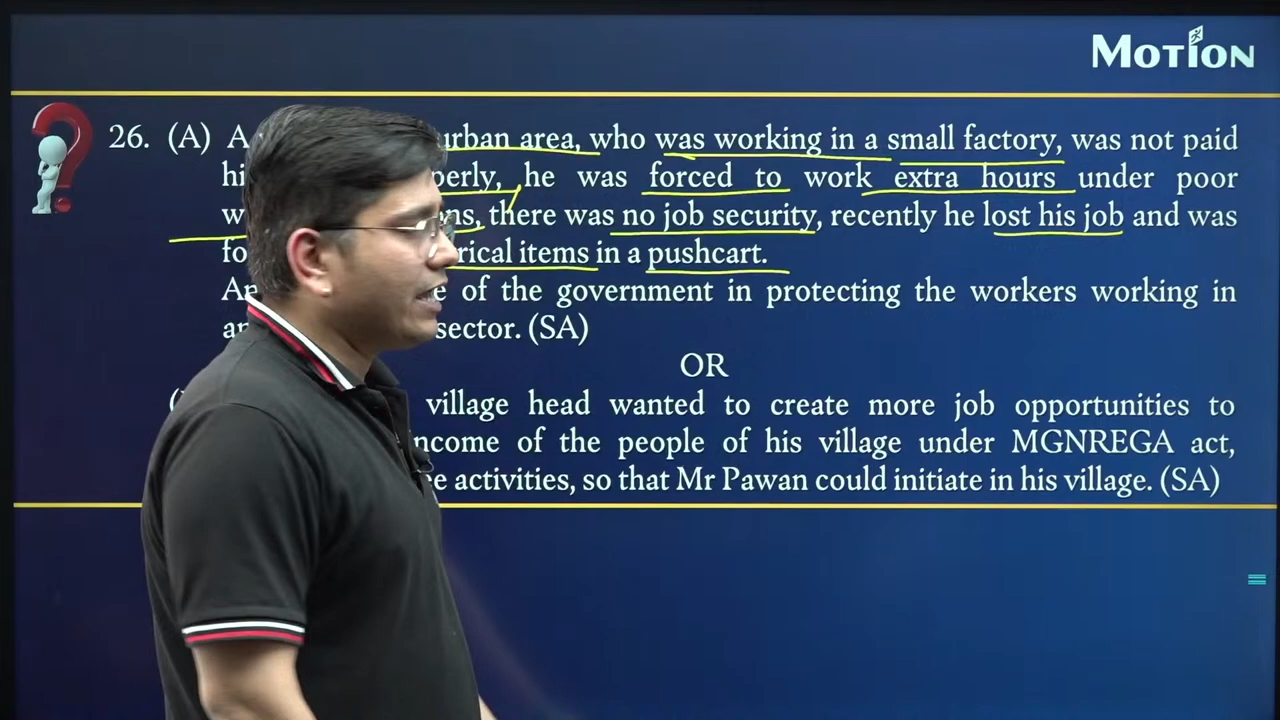 MOTION
26. (A) A urban area, who was working in a small factory, was not paid
hi perly, he was forced to work extra hours under poor
w ns, there was no job security, recently he lost his job and was
fo rical items in a pushcart.
An e of the government in protecting the workers working in
an sector. (SA)
OR
( village head wanted to create more job opportunities to
ncome of the people of his village under MGNREGA act,
ee activities, so that Mr Pawan could initiate in his village. (SA)